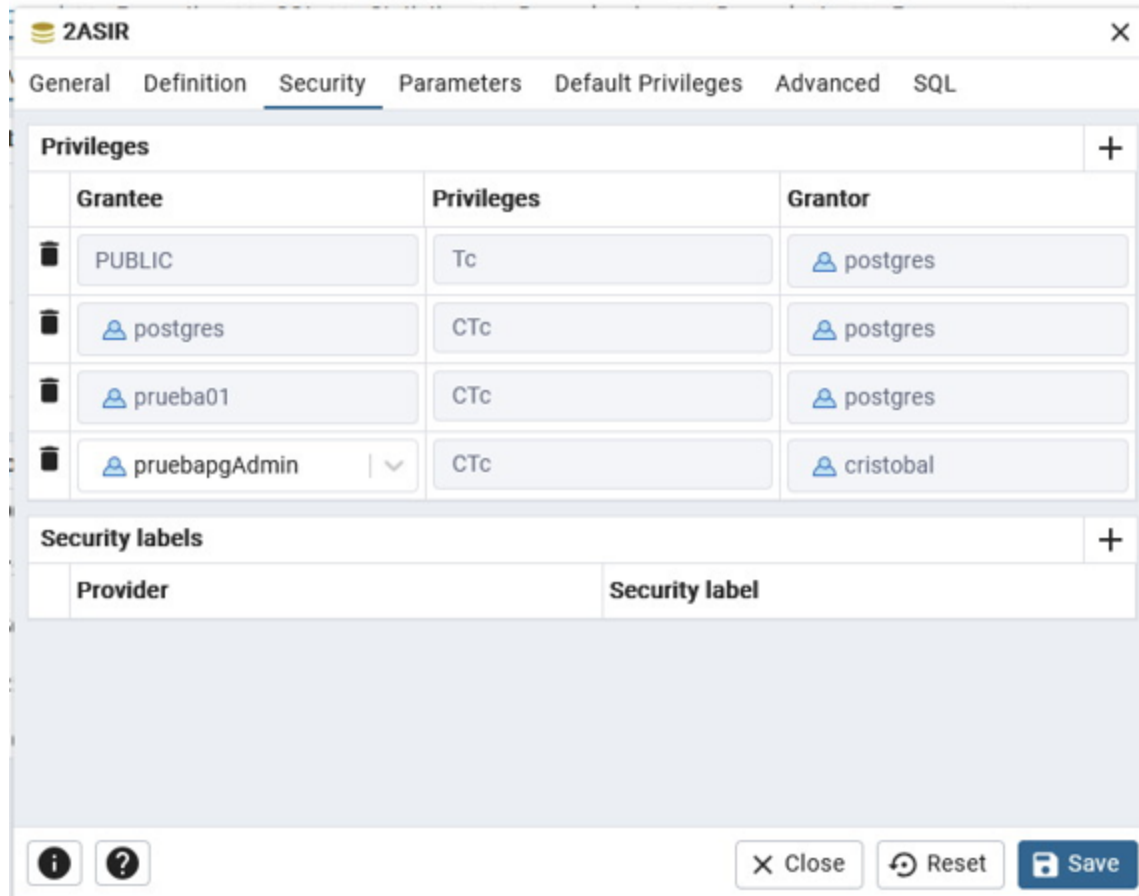 2ASIR
General Definition Security Parameters Default Privileges Advanced SQL
Privileges
Grantee Privileges Grantor
PUBLIC Tc postgres
postgres CTc postgres
prueba01 CTc postgres
pruebapgAdmin CTc cristobal
Security labels
Provider Security label
Close Reset Save